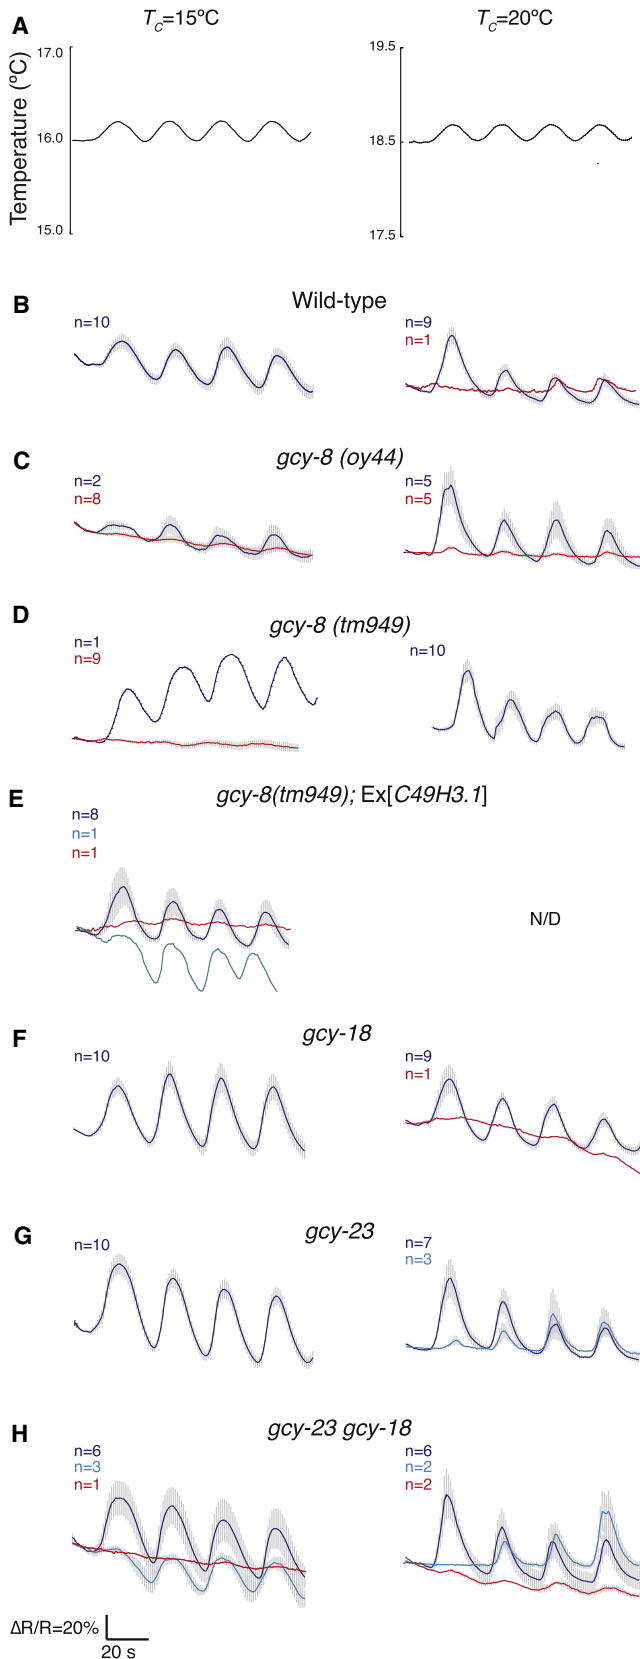 A
T_C=15ºC
T_C=20ºC
Temperature (ºC)
17.0
16.0
15.0
19.5
18.5
17.5
B
Wild-type
n=10
n=9
n=1
C
gcy-8 (oy44)
n=2
n=8
n=5
n=5
D
gcy-8 (tm949)
n=1
n=9
n=10
E
gcy-8(tm949); Ex[C49H3.1]
n=8
n=1
n=1
N/D
F
gcy-18
n=10
n=9
n=1
G
gcy-23
n=10
n=7
n=3
H
gcy-23 gcy-18
n=6
n=3
n=1
n=6
n=2
n=2
ΔR/R=20%
20 s